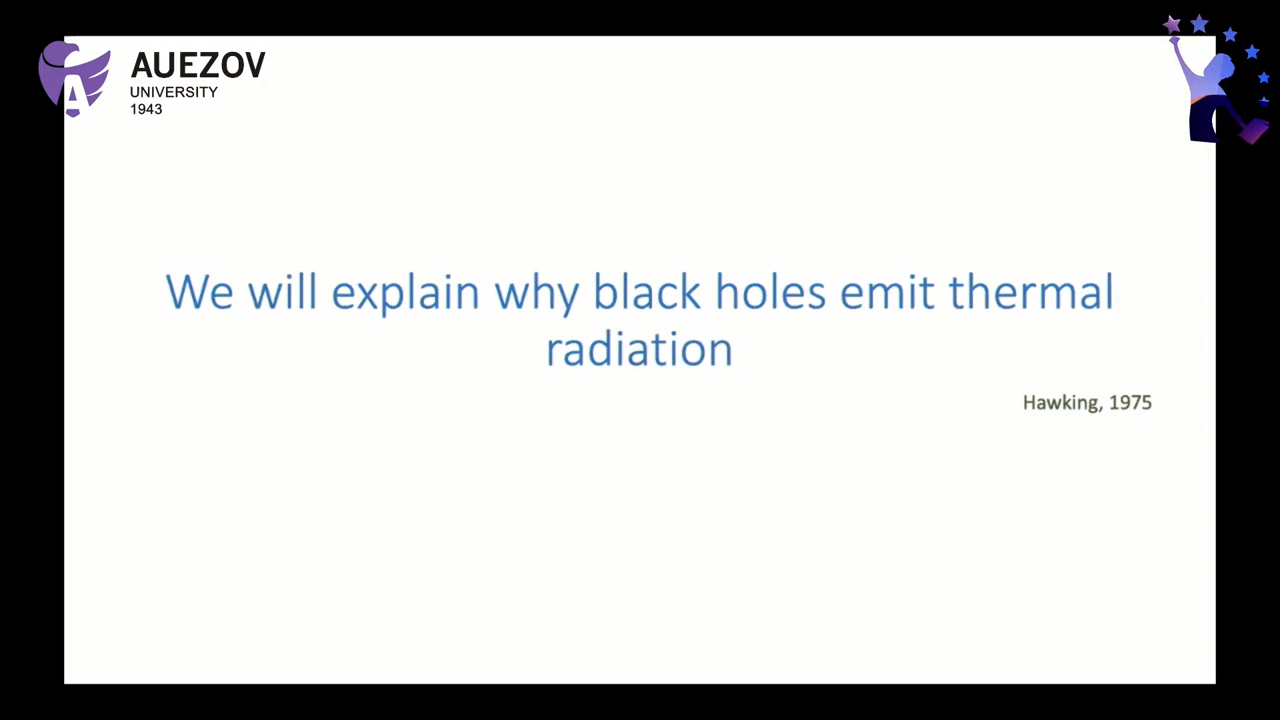 AUEZOV
UNIVERSITY
1943
We will explain why black holes emit thermal
radiation
Hawking, 1975